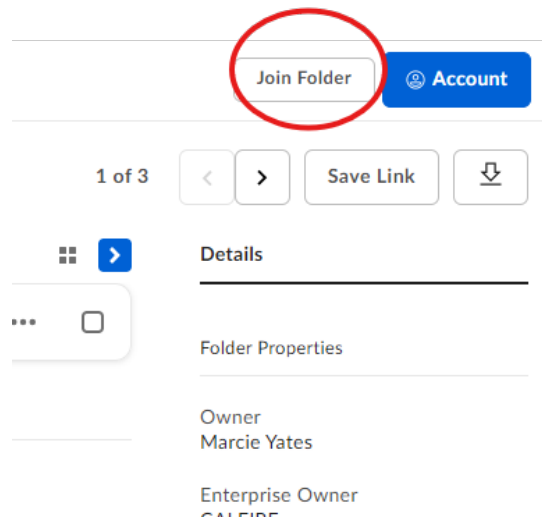 Join Folder
Account
1 of 3
Save Link
Details
Folder Properties
Owner
Marcie Yates
Enterprise Owner